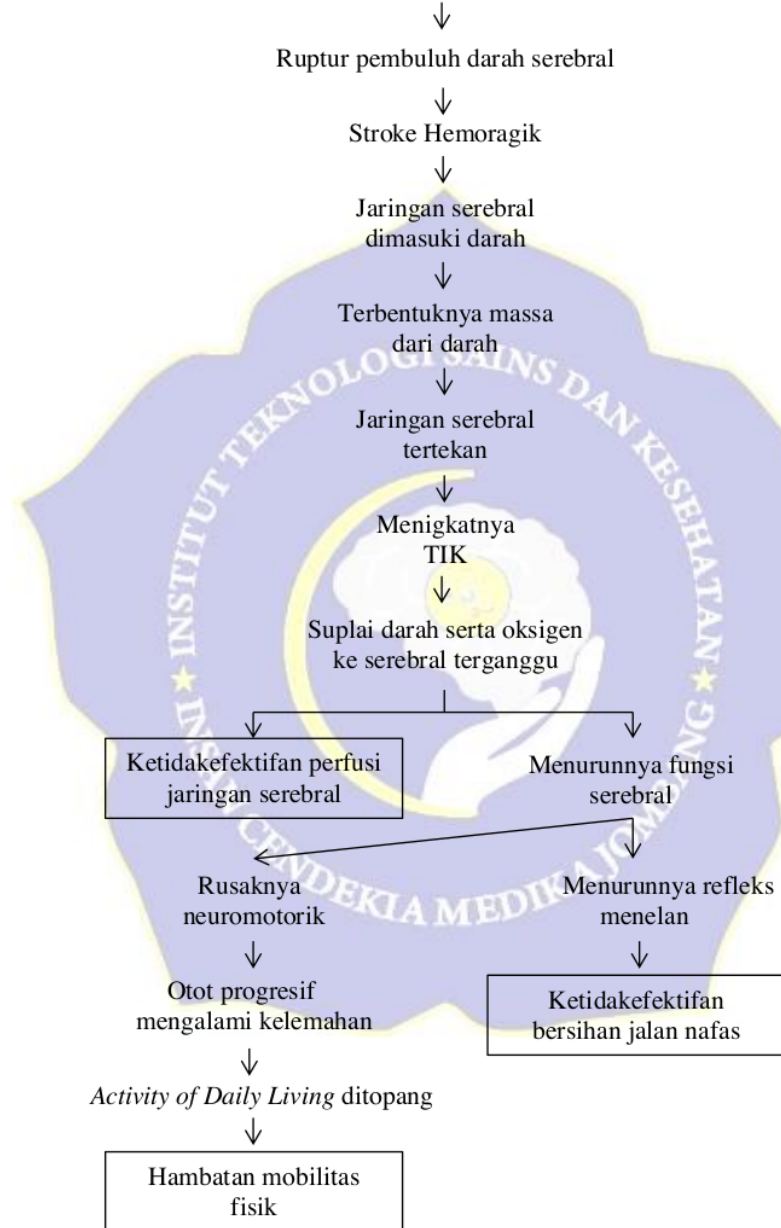 Ruptur pembuluh darah serebral
Stroke Hemoragik
Jaringan serebral
dimasuki darah
Terbentuknya massa
dari darah
Jaringan serebral
tertekan
Menigkatnya
TIK
Suplai darah serta oksigen
ke serebral terganggu
Ketidakefektifan perfusi
jaringan serebral
Menurunnya fungsi
serebral
Rusaknya
neuromotorik
Menurunnya refleks
menelan
Otot progresif
mengalami kelemahan
Ketidakefektifan
bersihan jalan nafas
Activity of Daily Living ditopang
Hambatan mobilitas
fisik
INSTITUT TEKNOLOGI SAINS DAN KESEHATAN
INSAN CENDEKIA MEDIKA JOMBANG